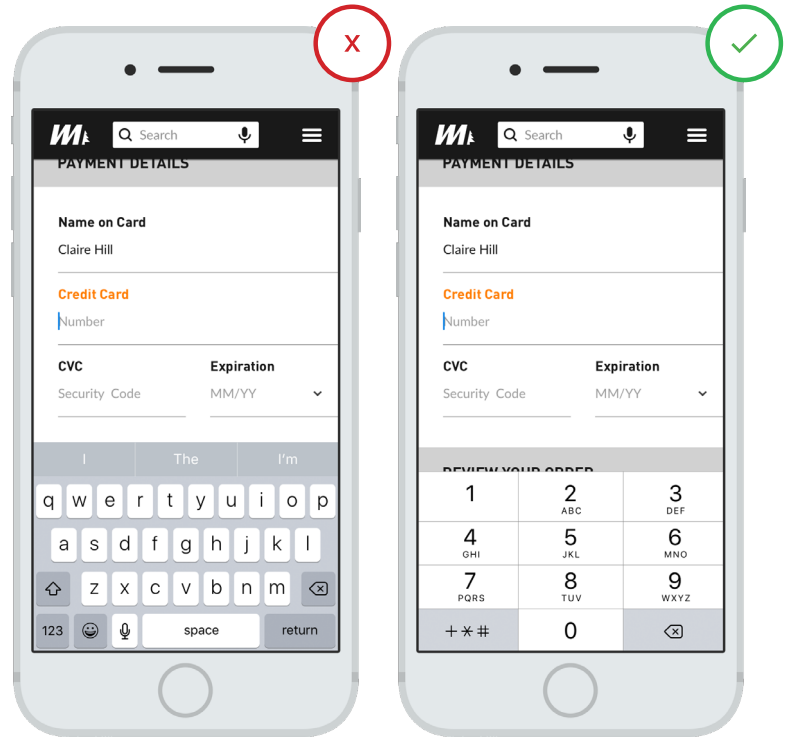 X
M
Search
PAYMENT DETAILS
Name on Card
Claire Hill
Credit Card
Number
CVC
Expiration
Security Code
MM/YY
I
The
I'm
q w e r t y u i o p
a s d f g h j k l
z x c v b n m
123
space
return
M
Search
PAYMENT DETAILS
Name on Card
Claire Hill
Credit Card
Number
CVC
Expiration
Security Code
MM/YY
REVIEW YOUR ORDER
1 2 3
ABC DEF
4 5 6
GHI JKL MNO
7 8 9
PQRS TUV WXYZ
+*# 0